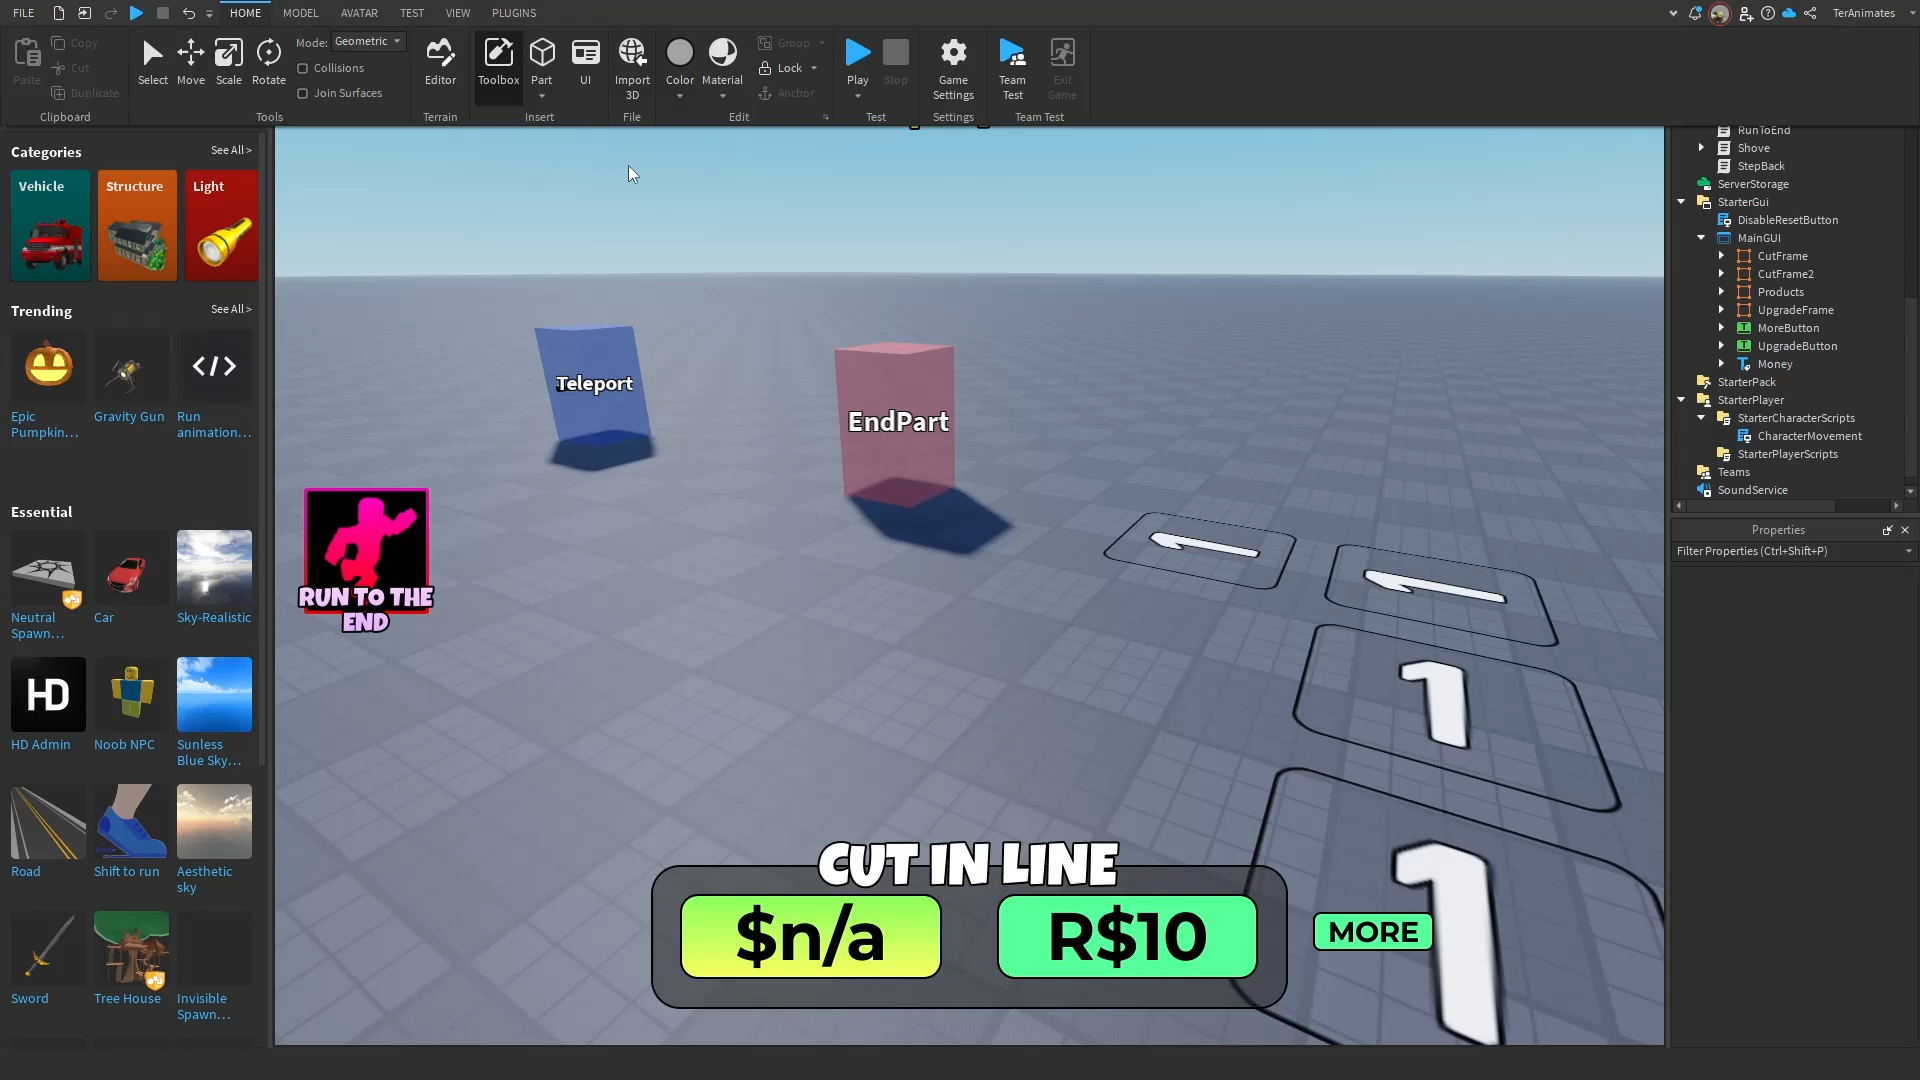 FILE
HOME
MODEL
AVATAR
TEST
VIEW
PLUGINS
TerAnimates
Paste
Copy
Cut
Duplicate
Clipboard
Select
Move
Scale
Rotate
Mode: Geometric
Collisions
Join Surfaces
Tools
Editor
Terrain
Toolbox
Part
UI
Insert
Import
3D
File
Color
Material
Group
Lock
Anchor
Edit
Play
Stop
Test
Game
Settings
Settings
Team
Test
Exit
Game
Team Test
Categories
See All >
Vehicle
Structure
Light
Trending
See All >
Epic
Pumpkin...
Gravity Gun
Run
animation...
Essential
Neutral
Spawn...
Car
Sky-Realistic
HD
HD Admin
Noob NPC
Sunless
Blue Sky...
Road
Shift to run
Aesthetic
sky
Sword
Tree House
Invisible
Spawn...
Teleport
EndPart
RUN TO THE
END
1
1
1
1
CUT IN LINE
$n/a
R$10
MORE
RunToEnd
Shove
StepBack
ServerStorage
StarterGui
DisableResetButton
MainGUI
CutFrame
CutFrame2
Products
UpgradeFrame
MoreButton
UpgradeButton
Money
StarterPack
StarterPlayer
StarterCharacterScripts
CharacterMovement
StarterPlayerScripts
Teams
SoundService
Properties
Filter Properties (Ctrl+Shift+P)